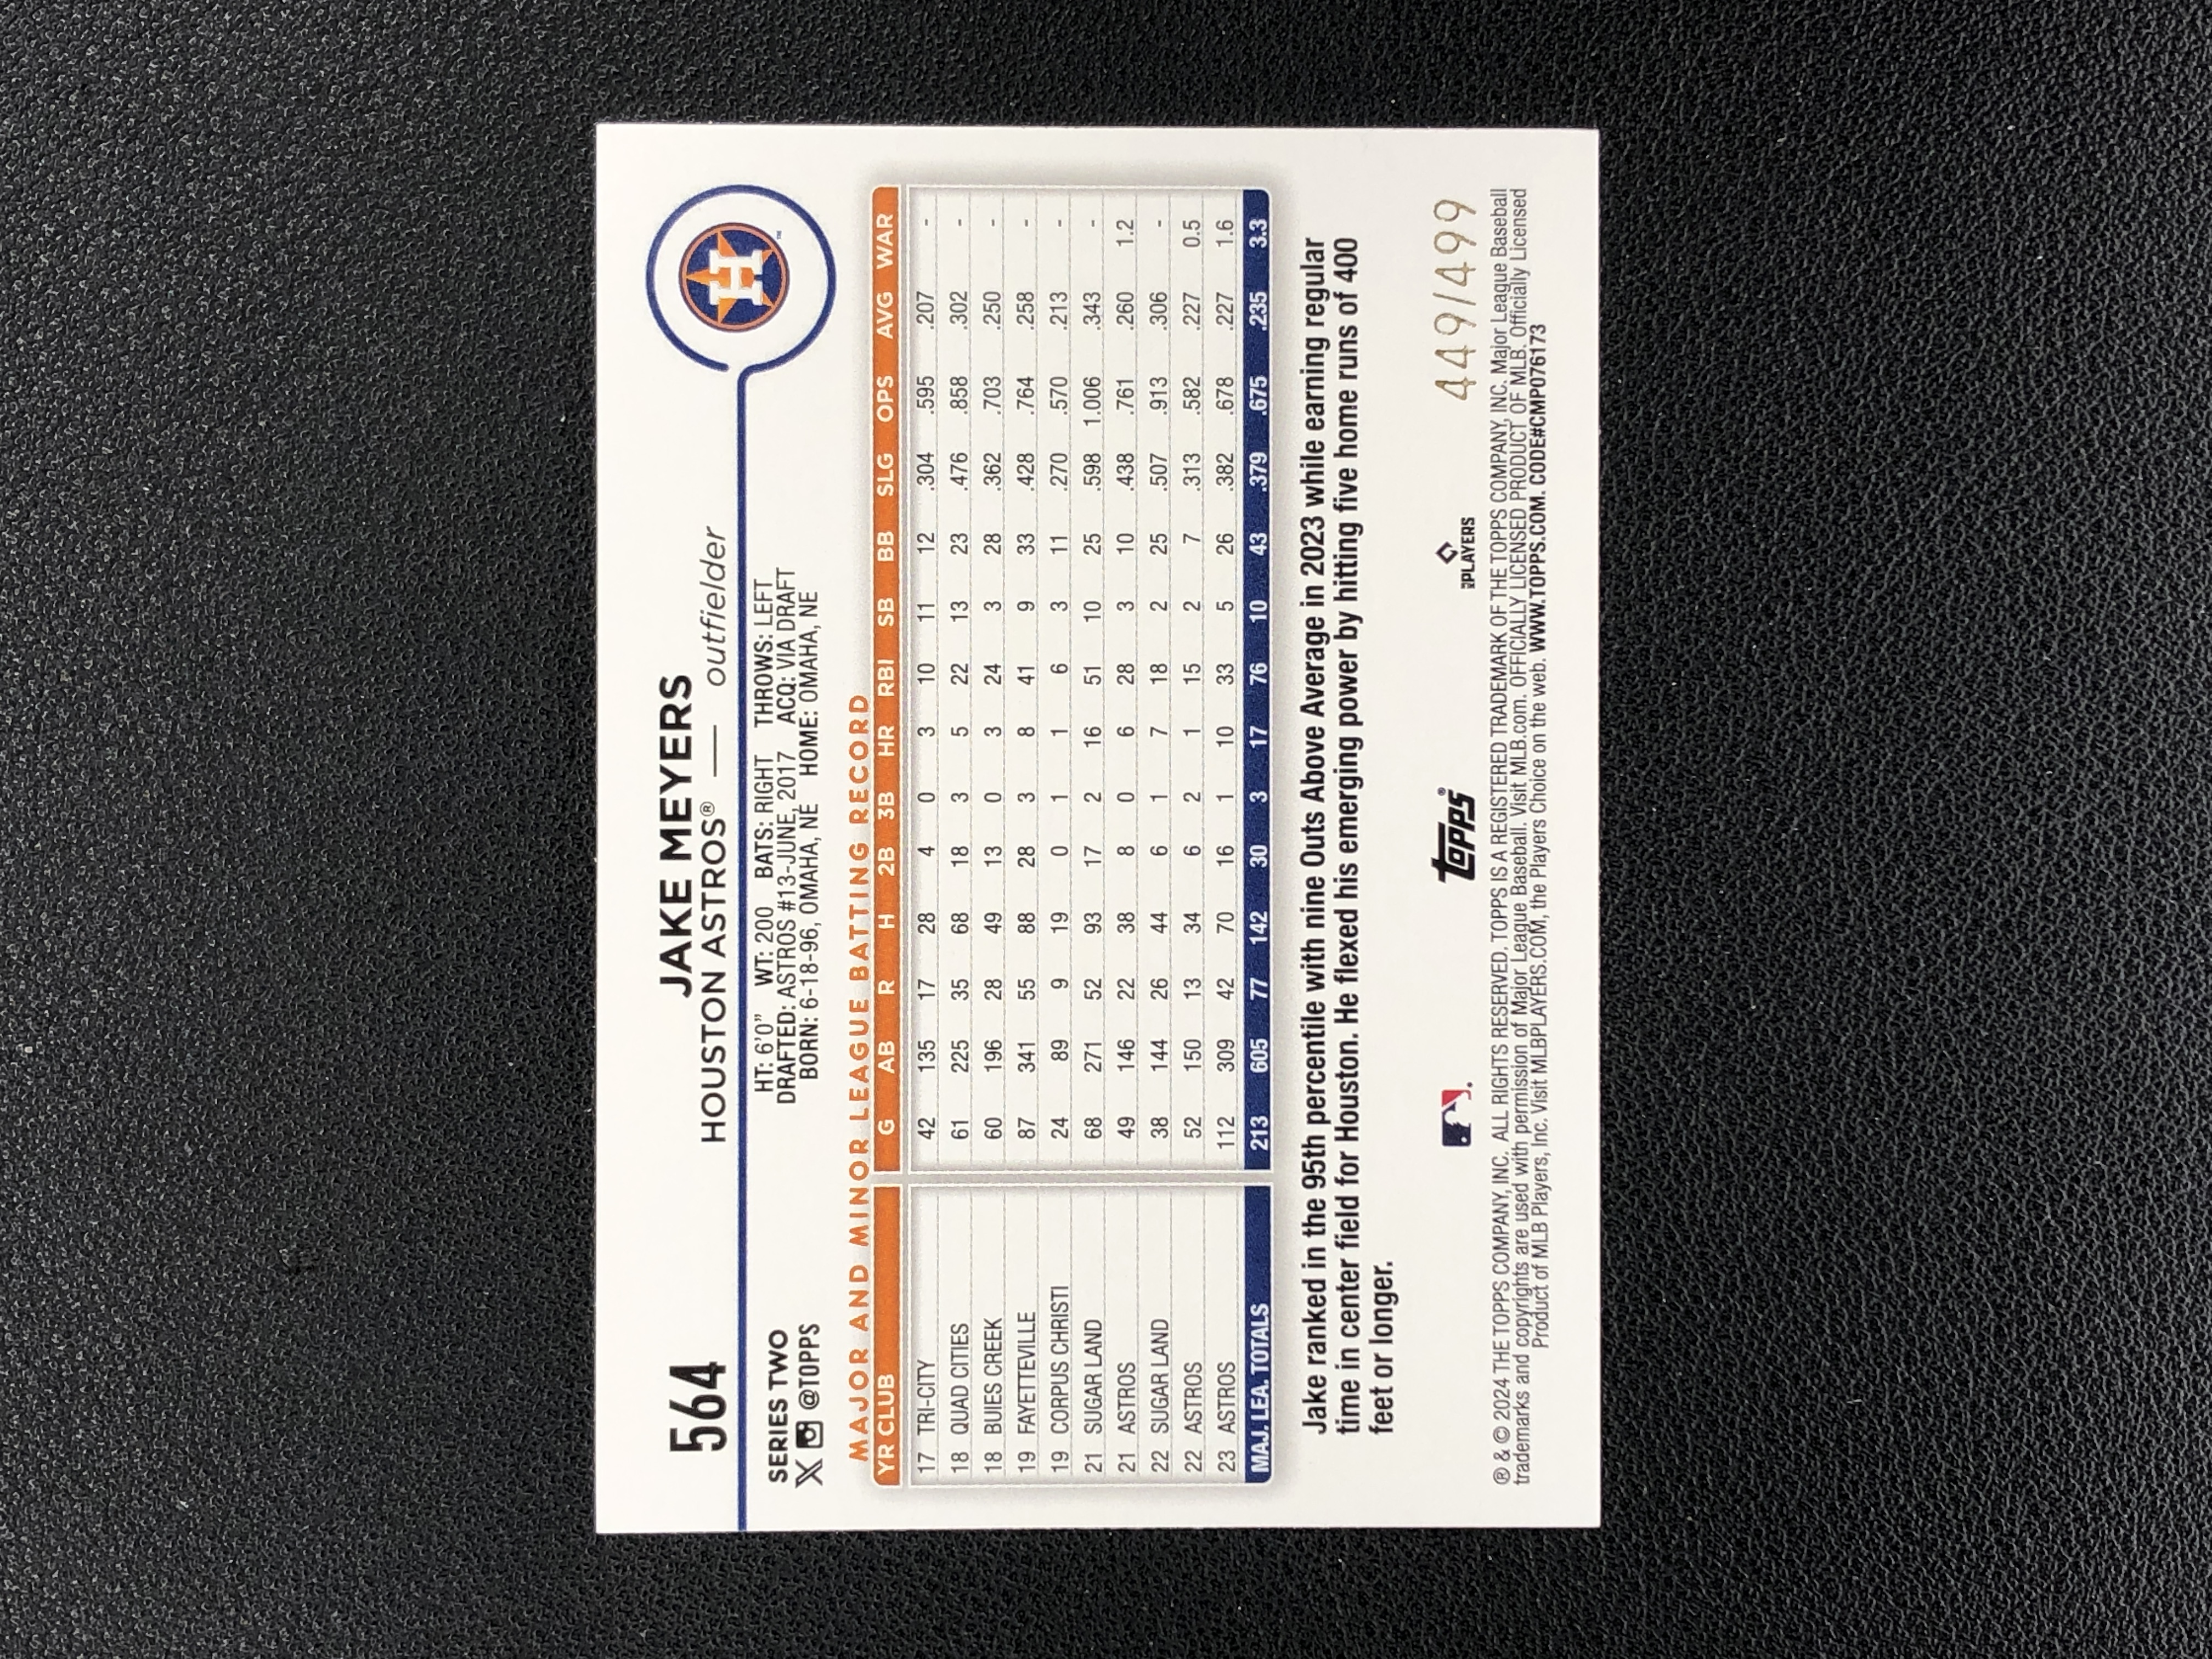 564
JAKE MEYERS
HOUSTON ASTROS® — outfielder
H
™
SERIES TWO
X @TOPPS
HT: 6'0" WT: 200 BATS: RIGHT THROWS: LEFT
DRAFTED: ASTROS #13-JUNE, 2017 ACQ: VIA DRAFT
BORN: 6-18-96, OMAHA, NE HOME: OMAHA, NE
MAJOR AND MINOR LEAGUE BATTING RECORD
YR CLUB G AB R H 2B 3B HR RBI SB BB SLG OPS AVG WAR
17 TRI-CITY 42 135 17 28 4 0 3 10 11 12 .304 .595 .207 -
18 QUAD CITIES 61 225 35 68 18 3 5 22 13 23 .476 .858 .302 -
18 BUIES CREEK 60 196 28 49 13 0 3 24 3 28 .362 .703 .250 -
19 FAYETTEVILLE 87 341 55 88 28 3 8 41 9 33 .428 .764 .258 -
19 CORPUS CHRISTI 24 89 9 19 0 1 1 6 3 11 .270 .570 .213 -
21 SUGAR LAND 68 271 52 93 17 2 16 51 10 25 .598 1.006 .343 -
21 ASTROS 49 146 22 38 8 0 6 28 3 10 .438 .761 .260 1.2
22 SUGAR LAND 38 144 26 44 6 1 7 18 2 25 .507 .913 .306 -
22 ASTROS 52 150 13 34 6 2 1 15 2 7 .313 .582 .227 0.5
23 ASTROS 112 309 42 70 16 1 10 33 5 26 .382 .678 .227 1.6
MAJ. LEA. TOTALS 213 605 77 142 30 3 17 76 10 43 .379 .675 .235 3.3
Jake ranked in the 95th percentile with nine Outs Above Average in 2023 while earning regular
time in center field for Houston. He flexed his emerging power by hitting five home runs of 400
feet or longer.
topps® PLAYERS 449/499
® & © 2024 THE TOPPS COMPANY, INC. ALL RIGHTS RESERVED. TOPPS IS A REGISTERED TRADEMARK OF THE TOPPS COMPANY, INC. Major League Baseball
trademarks and copyrights are used with permission of Major League Baseball. Visit MLB.com. OFFICIALLY LICENSED PRODUCT OF MLB. Officially Licensed
Product of MLB Players, Inc. Visit MLBPLAYERS.COM, the Players Choice on the web. WWW.TOPPS.COM. CODE#CMP076173